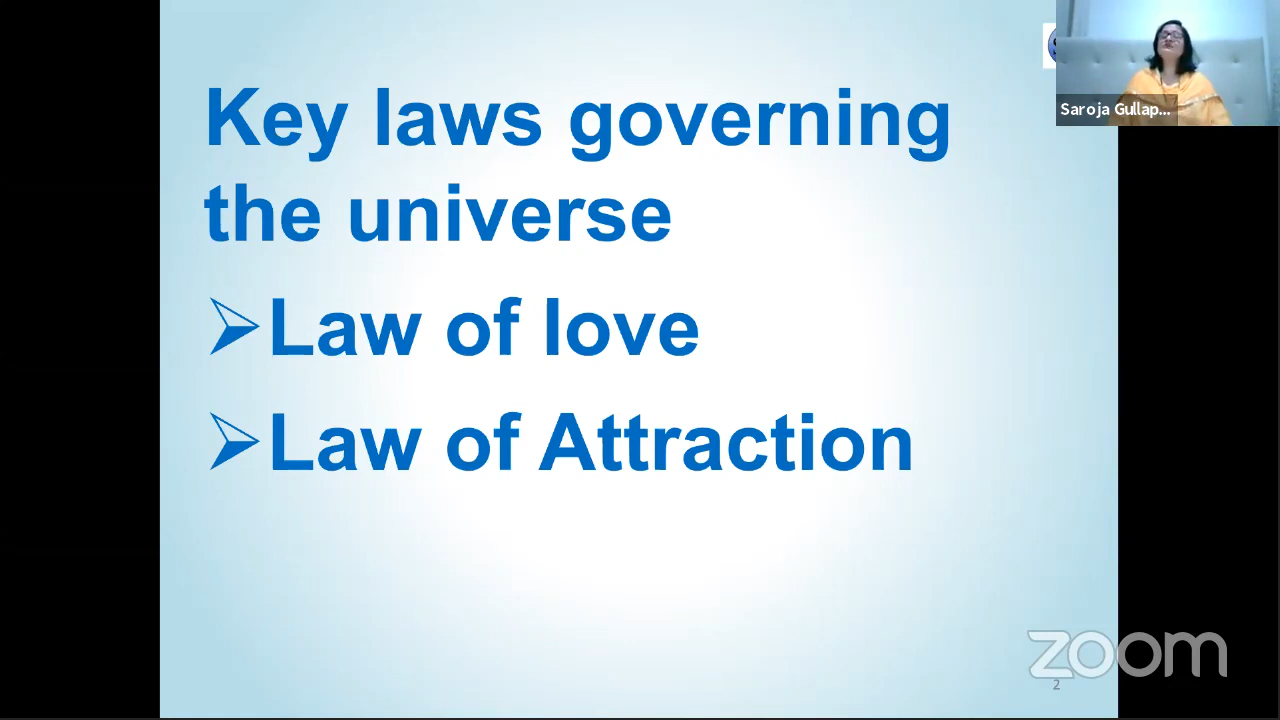 Key laws governing
the universe
➢Law of love
➢Law of Attraction
Saroja Gullap...
zoom
2